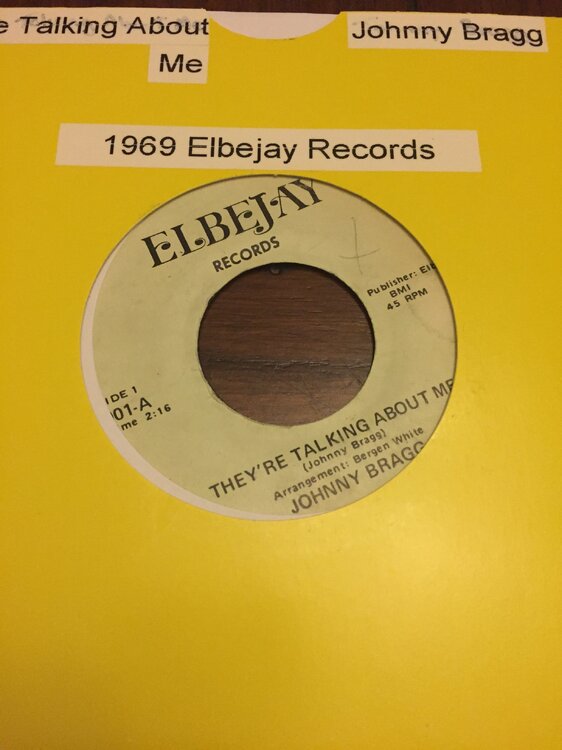 e Talking About
Me
Johnny Bragg
1969 Elbejay Records
ELBEJAY
RECORDS
Publisher: Elb
BMI
45 RPM
IDE 1
01-A
me 2:16
THEY'RE TALKING ABOUT ME
(Johnny Bragg)
Arrangement: Bergen White
JOHNNY BRAGG